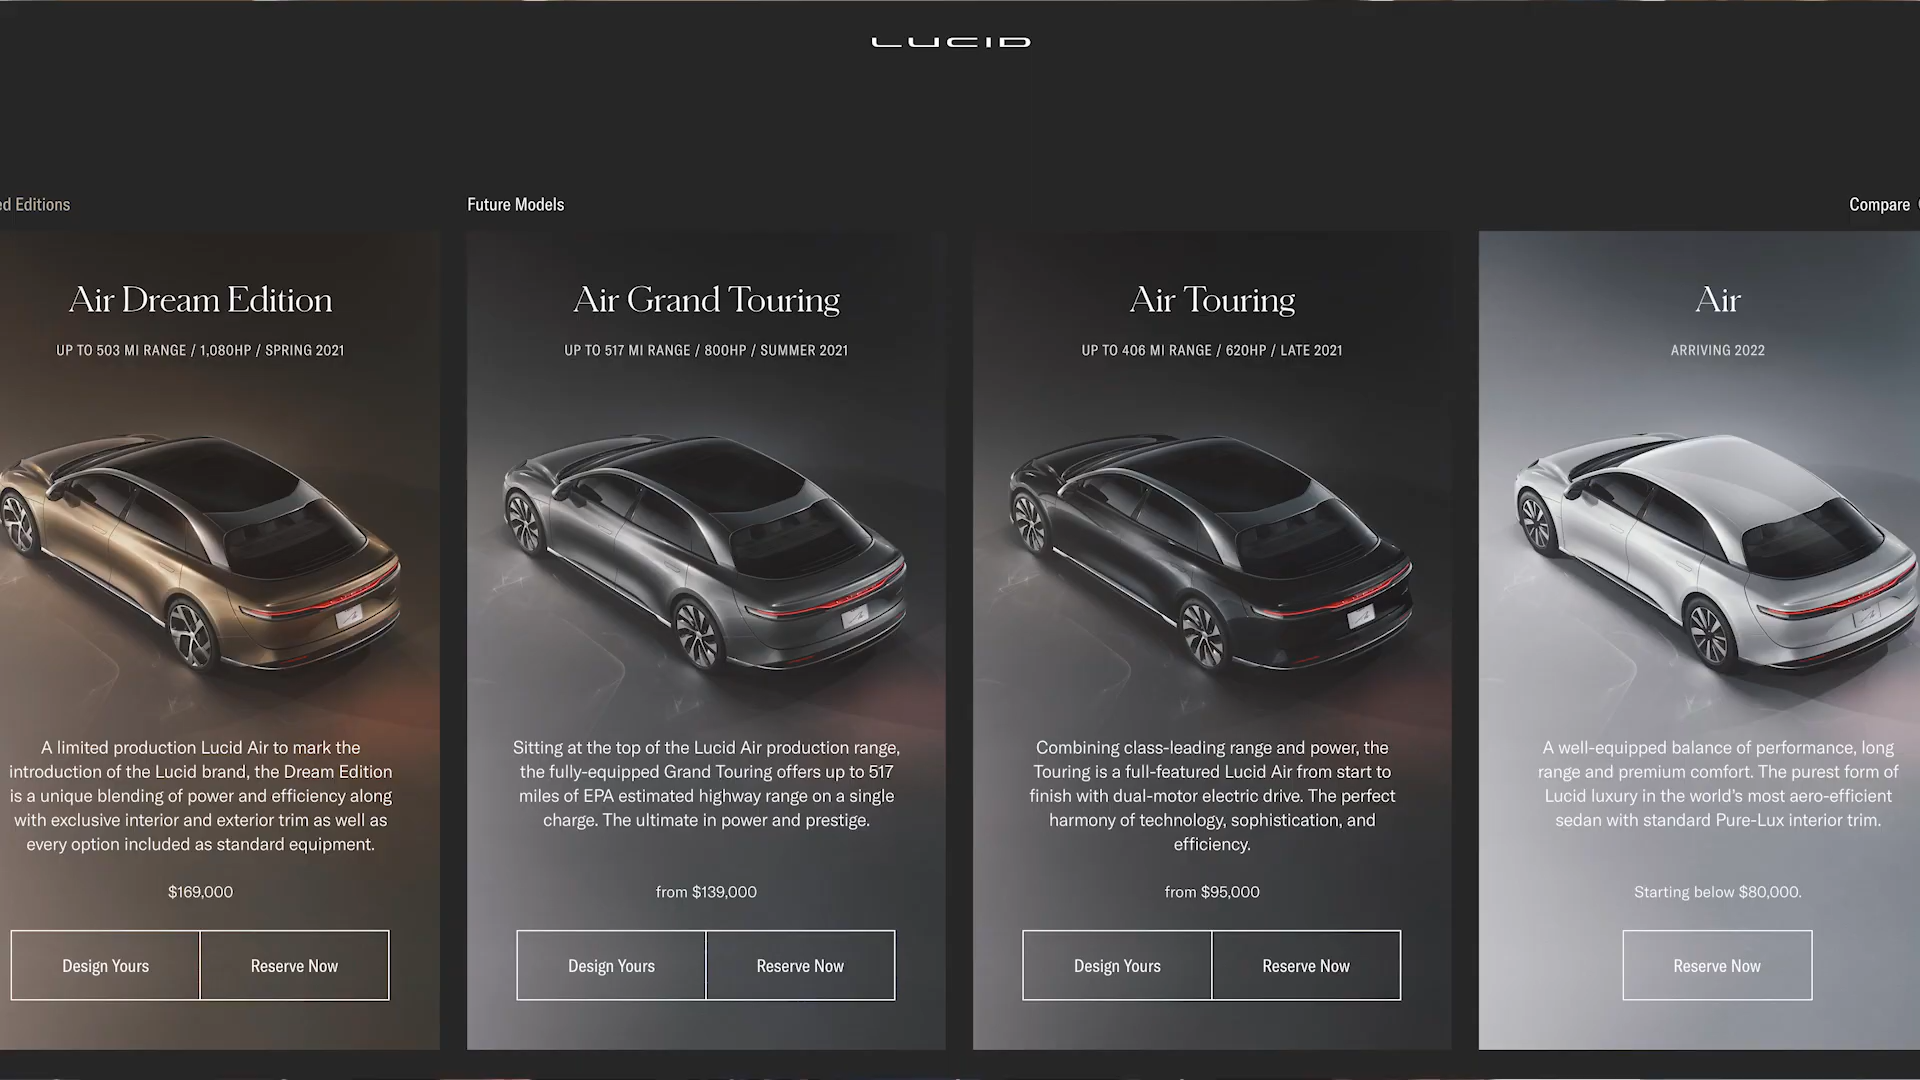 LUCID
ed Editions
Future Models
Compare
Air Dream Edition
UP TO 503 MI RANGE / 1,080HP / SPRING 2021
A limited production Lucid Air to mark the
introduction of the Lucid brand, the Dream Edition
is a unique blending of power and efficiency along
with exclusive interior and exterior trim as well as
every option included as standard equipment.
$169,000
Design Yours
Reserve Now
Air Grand Touring
UP TO 517 MI RANGE / 800HP / SUMMER 2021
Sitting at the top of the Lucid Air production range,
the fully-equipped Grand Touring offers up to 517
miles of EPA estimated highway range on a single
charge. The ultimate in power and prestige.
from $139,000
Design Yours
Reserve Now
Air Touring
UP TO 406 MI RANGE / 620HP / LATE 2021
Combining class-leading range and power, the
Touring is a full-featured Lucid Air from start to
finish with dual-motor electric drive. The perfect
harmony of technology, sophistication, and
efficiency.
from $95,000
Design Yours
Reserve Now
Air
ARRIVING 2022
A well-equipped balance of performance, long
range and premium comfort. The purest form of
Lucid luxury in the world's most aero-efficient
sedan with standard Pure-Lux interior trim.
Starting below $80,000.
Reserve Now